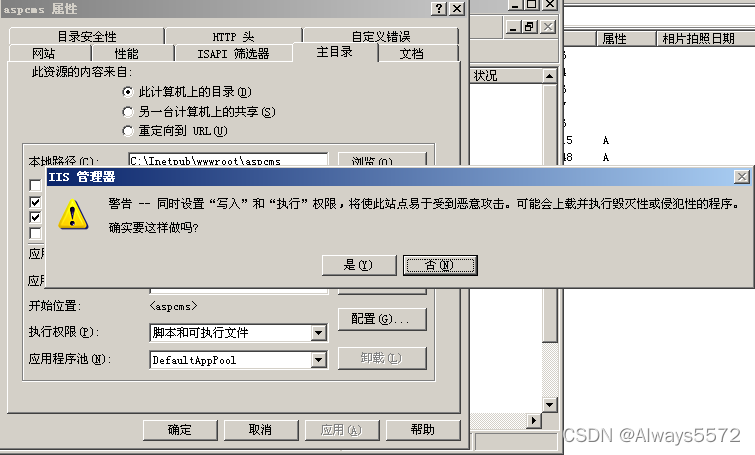 aspcms 属性
目录安全性 HTTP 头 自定义错误
网站 性能 ISAPI 筛选器 主目录 文档
此资源的内容来自:
此计算机上的目录(D)
另一台计算机上的共享(S)
重定向到 URL(U)
本地路径(C): C:\Inetpub\wwwroot\aspcms 浏览(O)...
状况
属性 相片拍照日期
15 A
48 A
IIS 管理器
警告 -- 同时设置“写入”和“执行”权限，将使此站点易于受到恶意攻击。可能会上载并执行毁灭性或侵犯性的程序。
确实要这样做吗?
是(Y) 否(N)
开始位置: <aspcms>
执行权限(P): 脚本和可执行文件 配置(G)...
应用程序池(N): DefaultAppPool 卸载(L)
确定 取消 应用(A) 帮助
CSDN @Always5572